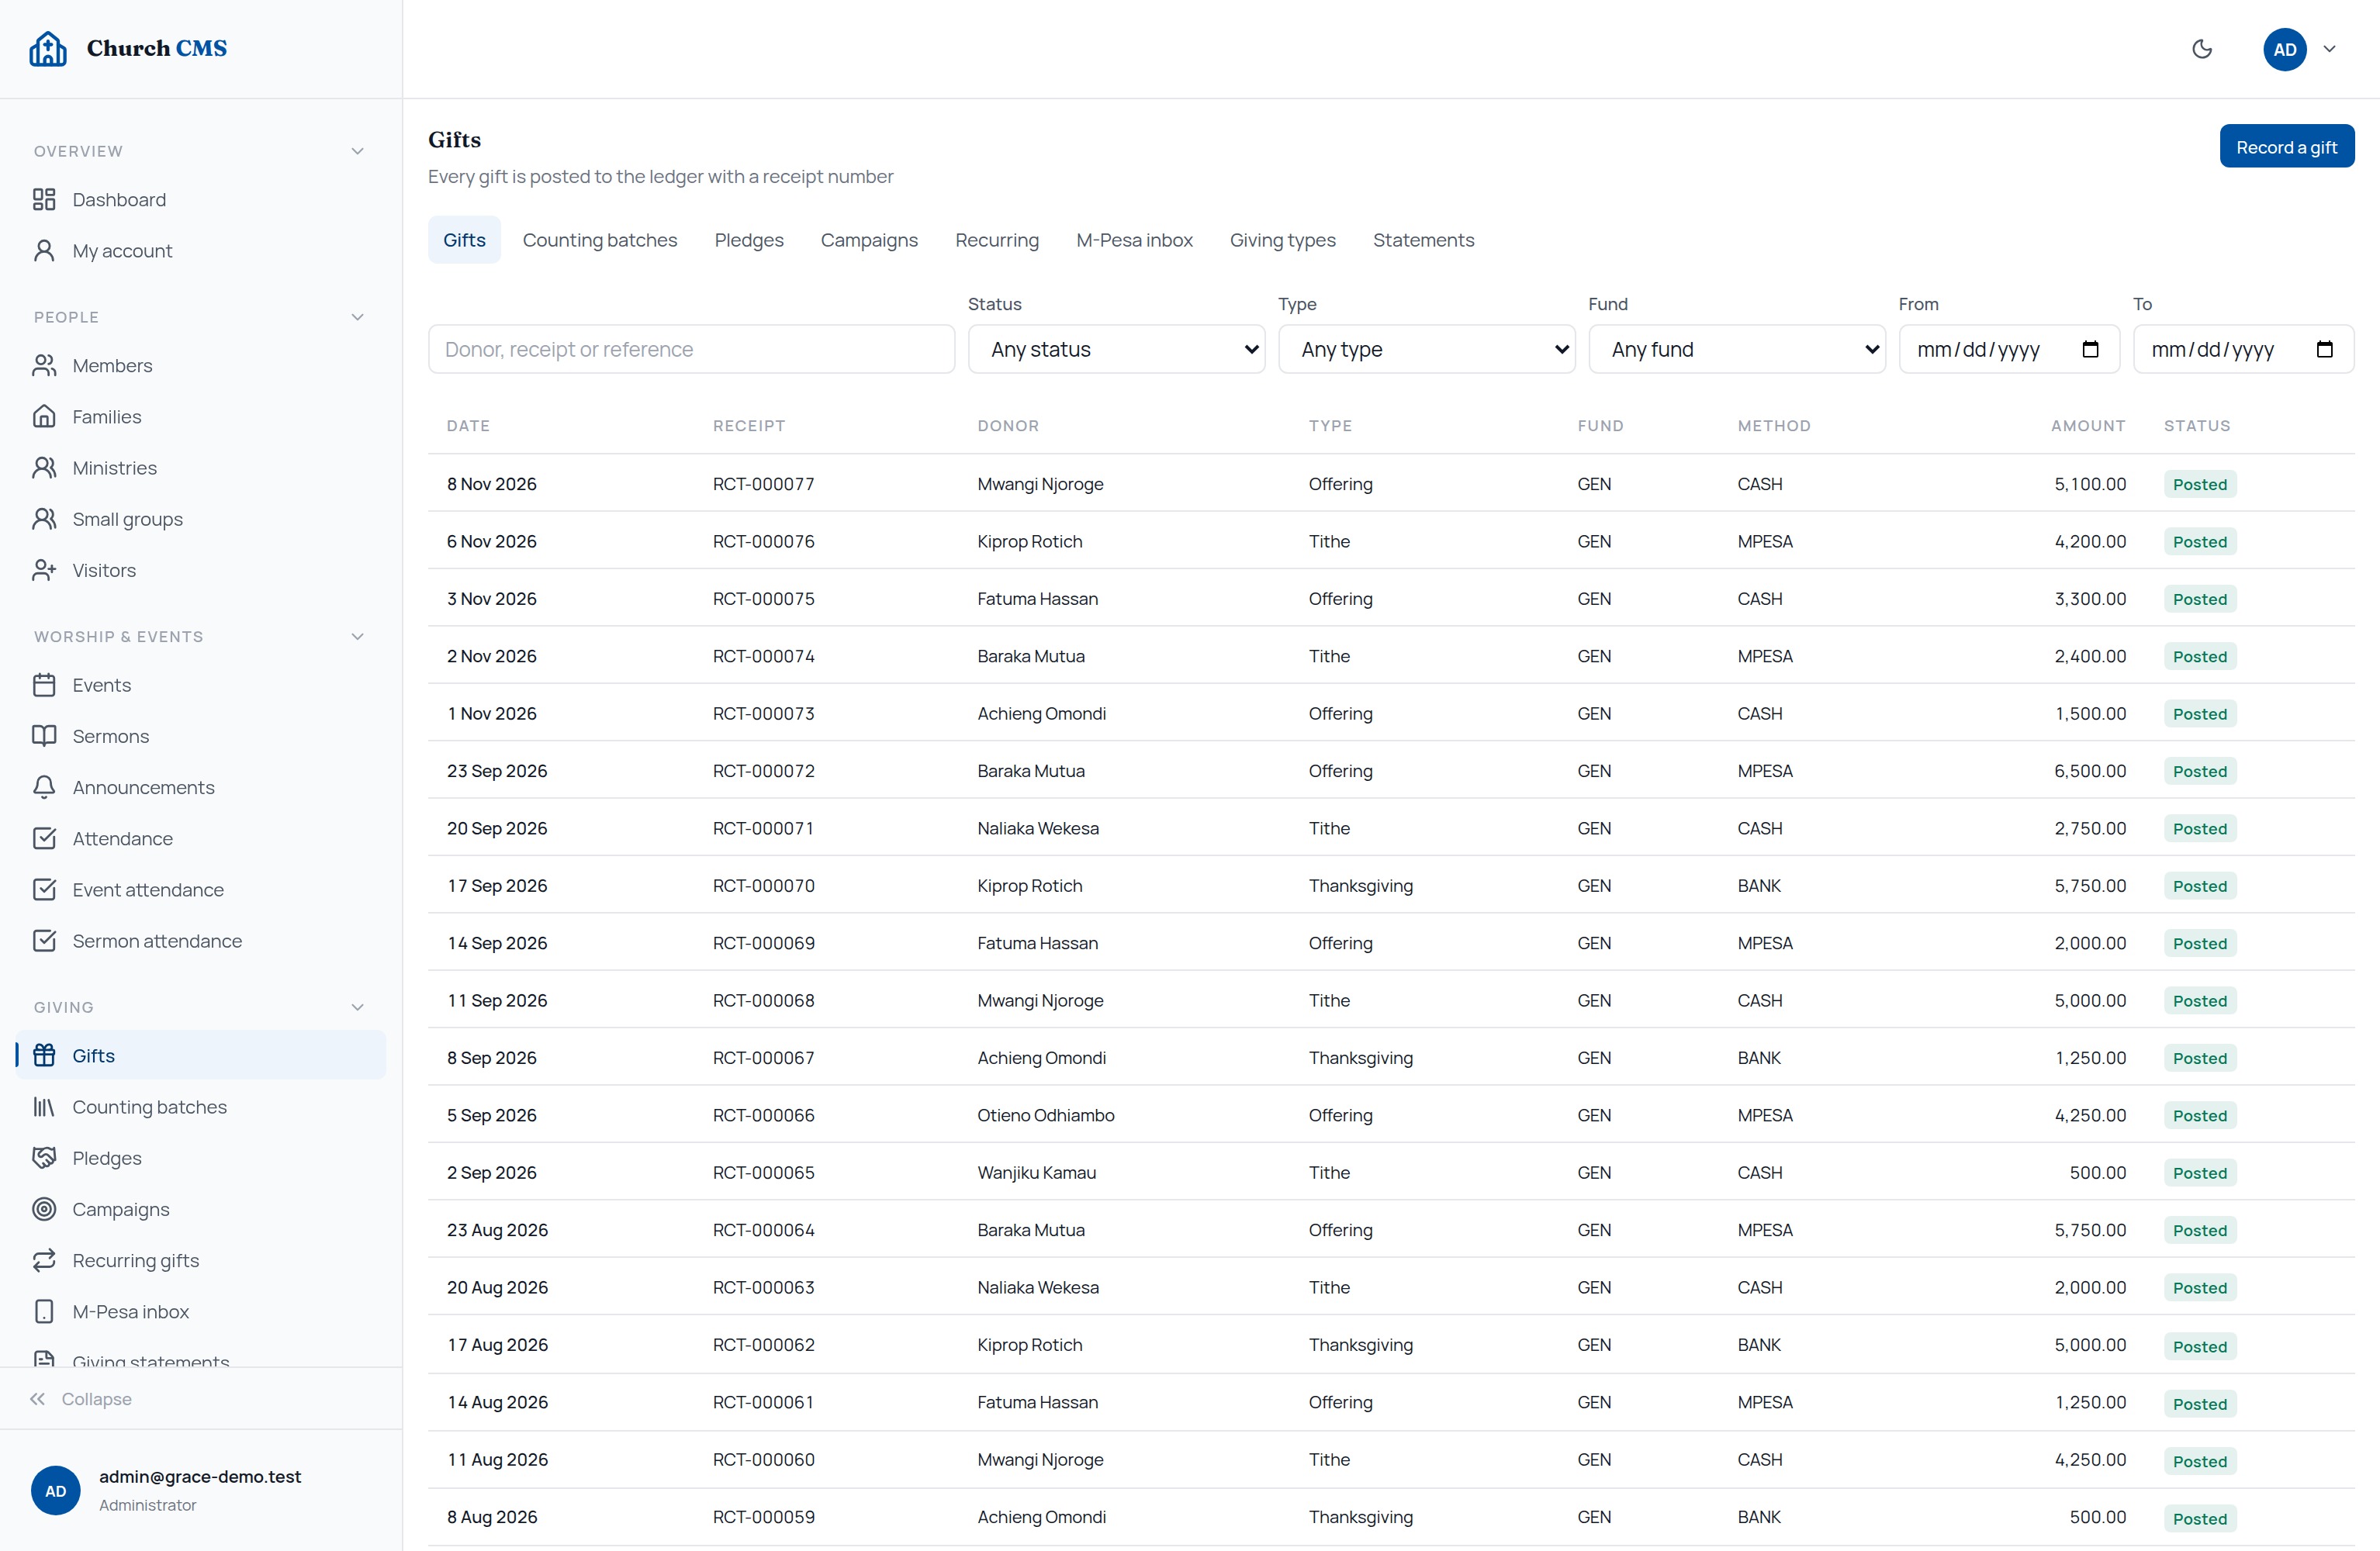 Church CMS
AD
OVERVIEW
Dashboard
My account
PEOPLE
Members
Families
Ministries
Small groups
Visitors
WORSHIP & EVENTS
Events
Sermons
Announcements
Attendance
Event attendance
Sermon attendance
GIVING
Gifts
Counting batches
Pledges
Campaigns
Recurring gifts
M-Pesa inbox
Giving statements
Collapse
AD
admin@grace-demo.test
Administrator
Gifts
Every gift is posted to the ledger with a receipt number
Record a gift
Gifts Counting batches Pledges Campaigns Recurring M-Pesa inbox Giving types Statements
Status Type Fund From To
Donor, receipt or reference Any status Any type Any fund mm/dd/yyyy mm/dd/yyyy
DATE RECEIPT DONOR TYPE FUND METHOD AMOUNT STATUS
8 Nov 2026 RCT-000077 Mwangi Njoroge Offering GEN CASH 5,100.00 Posted
6 Nov 2026 RCT-000076 Kiprop Rotich Tithe GEN MPESA 4,200.00 Posted
3 Nov 2026 RCT-000075 Fatuma Hassan Offering GEN CASH 3,300.00 Posted
2 Nov 2026 RCT-000074 Baraka Mutua Tithe GEN MPESA 2,400.00 Posted
1 Nov 2026 RCT-000073 Achieng Omondi Offering GEN CASH 1,500.00 Posted
23 Sep 2026 RCT-000072 Baraka Mutua Offering GEN MPESA 6,500.00 Posted
20 Sep 2026 RCT-000071 Naliaka Wekesa Tithe GEN CASH 2,750.00 Posted
17 Sep 2026 RCT-000070 Kiprop Rotich Thanksgiving GEN BANK 5,750.00 Posted
14 Sep 2026 RCT-000069 Fatuma Hassan Offering GEN MPESA 2,000.00 Posted
11 Sep 2026 RCT-000068 Mwangi Njoroge Tithe GEN CASH 5,000.00 Posted
8 Sep 2026 RCT-000067 Achieng Omondi Thanksgiving GEN BANK 1,250.00 Posted
5 Sep 2026 RCT-000066 Otieno Odhiambo Offering GEN MPESA 4,250.00 Posted
2 Sep 2026 RCT-000065 Wanjiku Kamau Tithe GEN CASH 500.00 Posted
23 Aug 2026 RCT-000064 Baraka Mutua Offering GEN MPESA 5,750.00 Posted
20 Aug 2026 RCT-000063 Naliaka Wekesa Tithe GEN CASH 2,000.00 Posted
17 Aug 2026 RCT-000062 Kiprop Rotich Thanksgiving GEN BANK 5,000.00 Posted
14 Aug 2026 RCT-000061 Fatuma Hassan Offering GEN MPESA 1,250.00 Posted
11 Aug 2026 RCT-000060 Mwangi Njoroge Tithe GEN CASH 4,250.00 Posted
8 Aug 2026 RCT-000059 Achieng Omondi Thanksgiving GEN BANK 500.00 Posted